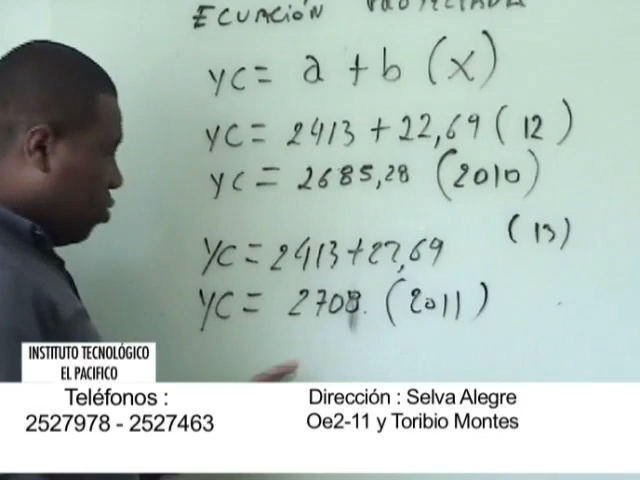 ECUACIÓN PROYECTADA
YC = a + b (x)
YC = 2413 + 22,69 (12)
YC = 2685,28 (2010)
YC = 2413 + 22,69 (13)
YC = 2708. (2011)
INSTITUTO TECNOLÓGICO
EL PACIFICO
Teléfonos :
2527978 - 2527463
Dirección : Selva Alegre
Oe2-11 y Toribio Montes